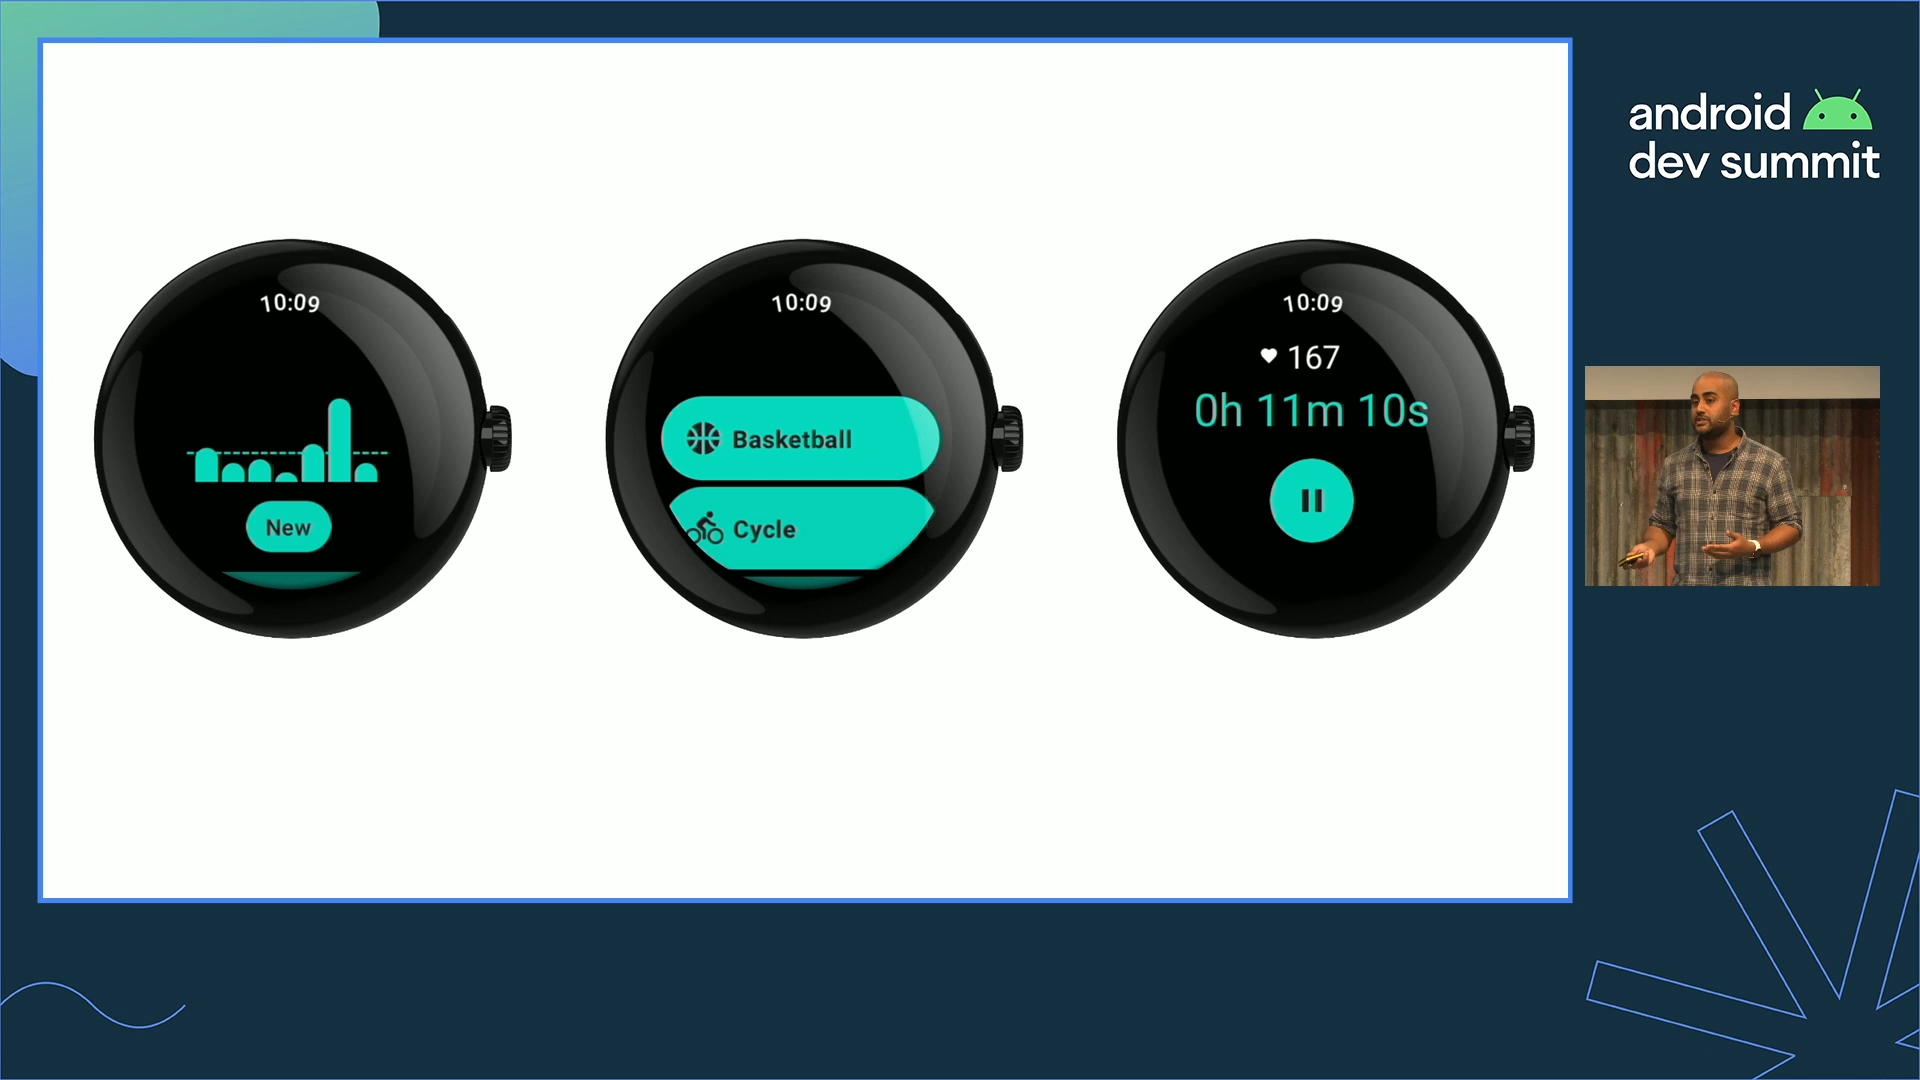 android
dev summit
10:09
New
10:09
Basketball
Cycle
10:09
167
0h 11m 10s